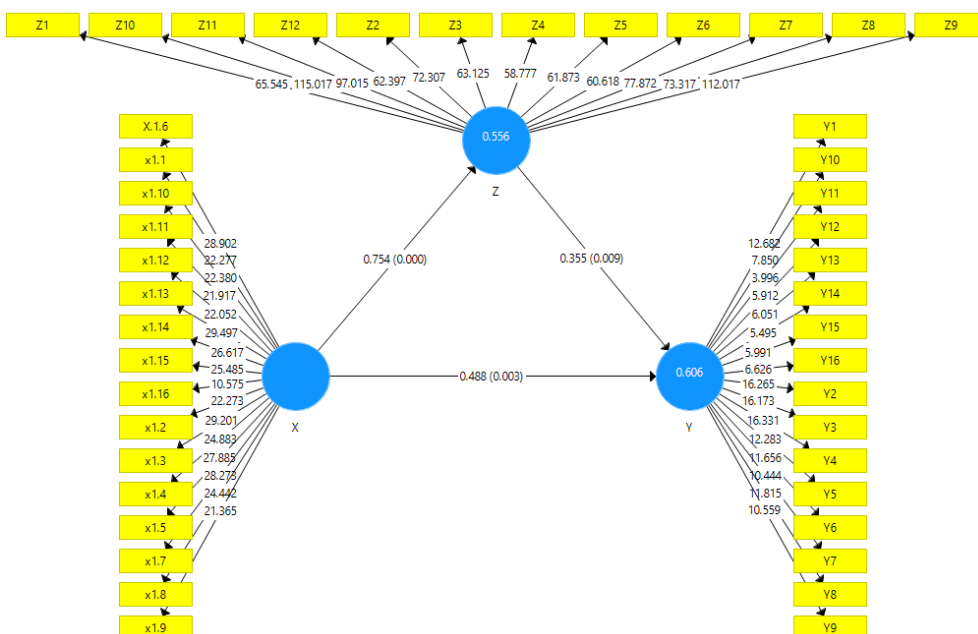 Z1 Z10 Z11 Z12 Z2 Z3 Z4 Z5 Z6 Z7 Z8 Z9
65.545 115.017 97.015 62.397 72.307 63.125 58.777 61.873 60.618 77.872 73.317 112.017
0.556
Z
X.1.6
x1.1
x1.10
x1.11
x1.12
x1.13
x1.14
x1.15
x1.16
x1.2
x1.3
x1.4
x1.5
x1.7
x1.8
x1.9
28.902
22.277
22.380
21.917
22.052
29.497
26.617
25.485
10.575
22.273
29.201
24.883
27.885
28.273
24.442
21.365
0.754 (0.000)
0.355 (0.009)
X
0.488 (0.003)
0.606
Y
12.682
7.850
3.996
5.912
6.051
5.495
5.991
6.626
16.265
16.173
16.331
12.283
11.656
10.444
11.815
10.559
Y1
Y10
Y11
Y12
Y13
Y14
Y15
Y16
Y2
Y3
Y4
Y5
Y6
Y7
Y8
Y9